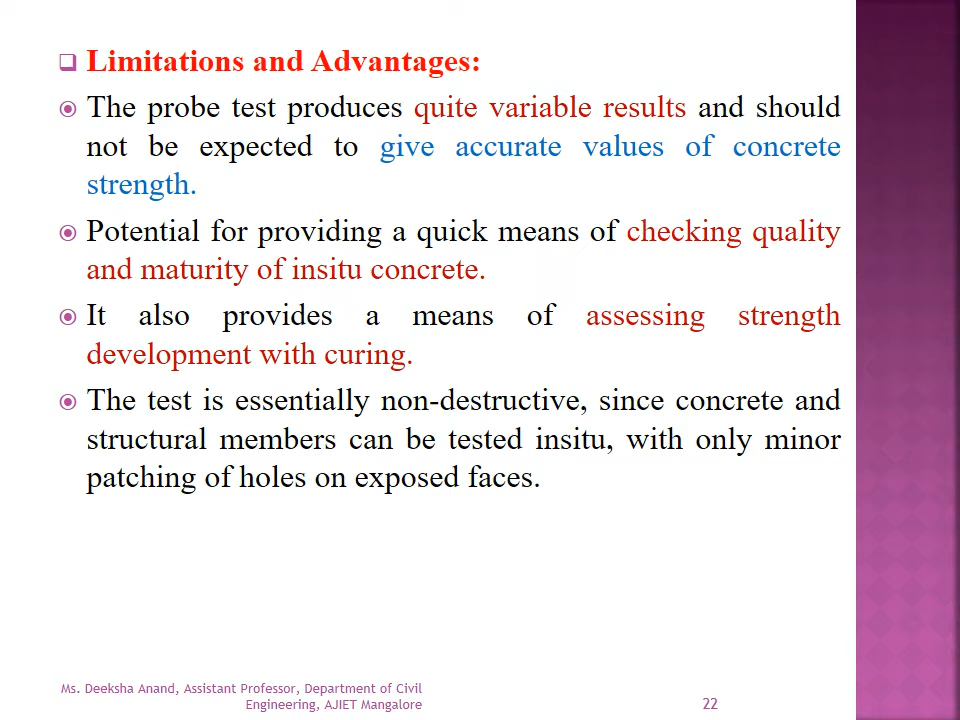 Limitations and Advantages:
The probe test produces quite variable results and should
not be expected to give accurate values of concrete
strength.
Potential for providing a quick means of checking quality
and maturity of insitu concrete.
It also provides a means of assessing strength
development with curing.
The test is essentially non-destructive, since concrete and
structural members can be tested insitu, with only minor
patching of holes on exposed faces.
Ms. Deeksha Anand, Assistant Professor, Department of Civil
Engineering, AJIET Mangalore
22